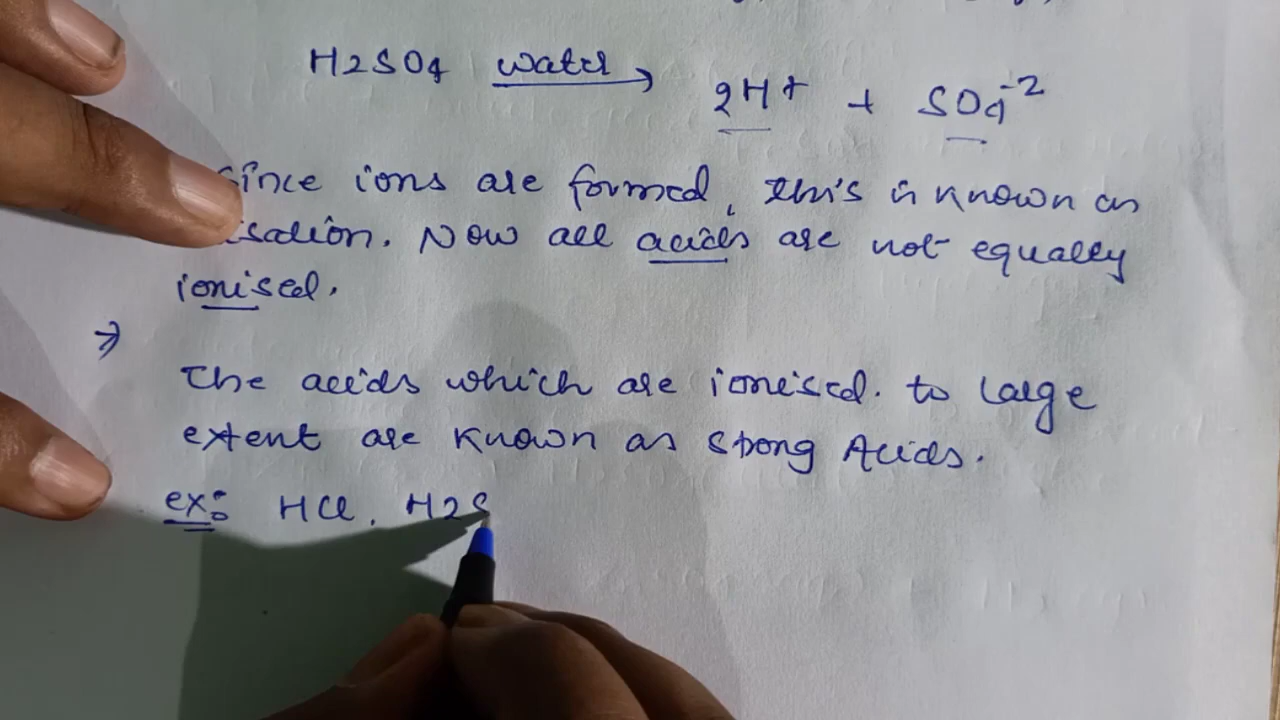 H2SO4 water → 2H+ + SO4-2
Since ions are formed, this is known as
isation. Now all acids are not equally
ionised.
→
The acids which are ionised. to large
extent are known as strong Acids.
ex: HCl, H2S